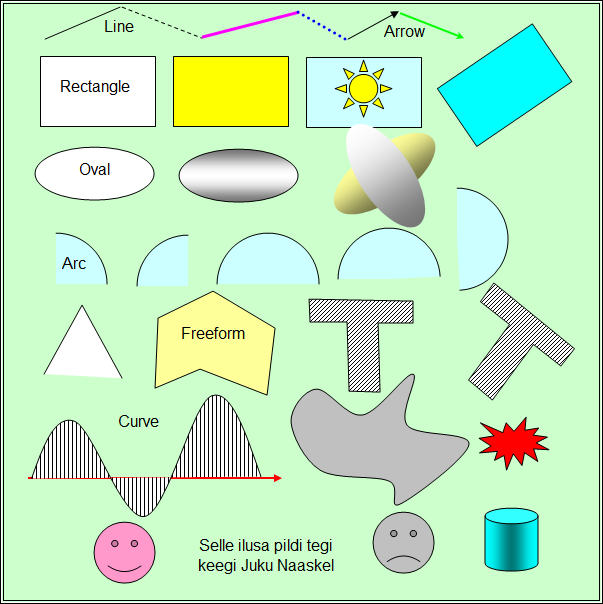 Line
Arrow
Rectangle
Oval
Arc
Freeform
Curve
Selle ilusa pildi tegi
keegi Juku Naaskel